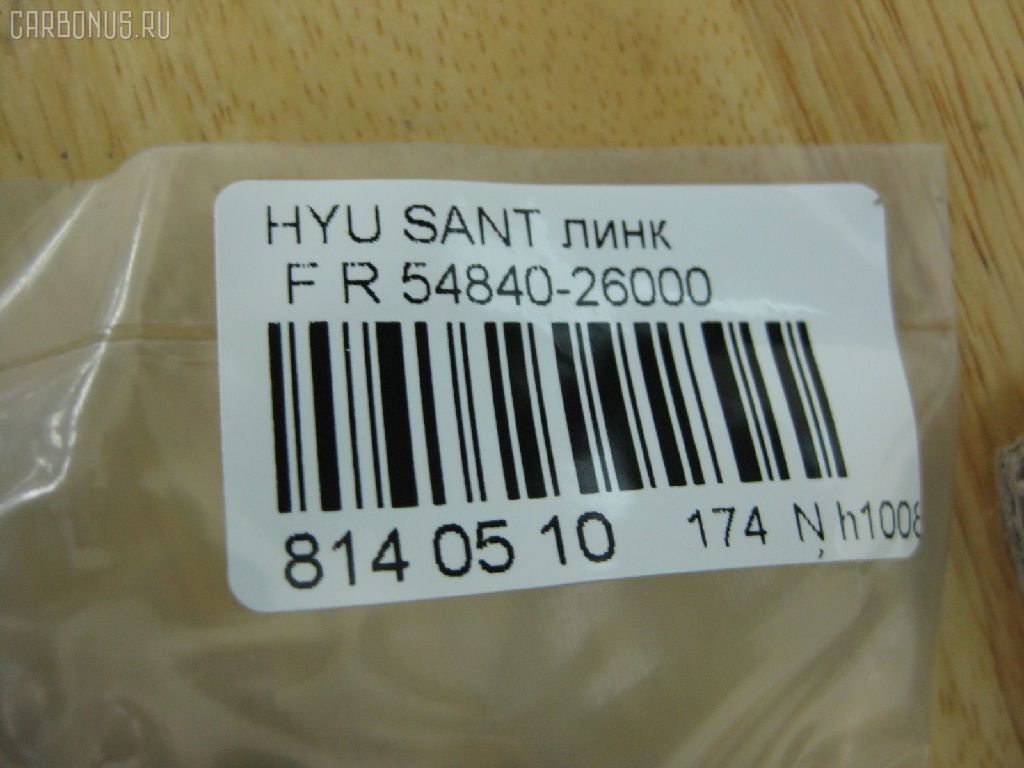 CARBONUS.RU
HYU SANT линк
F R 54840-26000
814 05 10 174 Ņ h1008